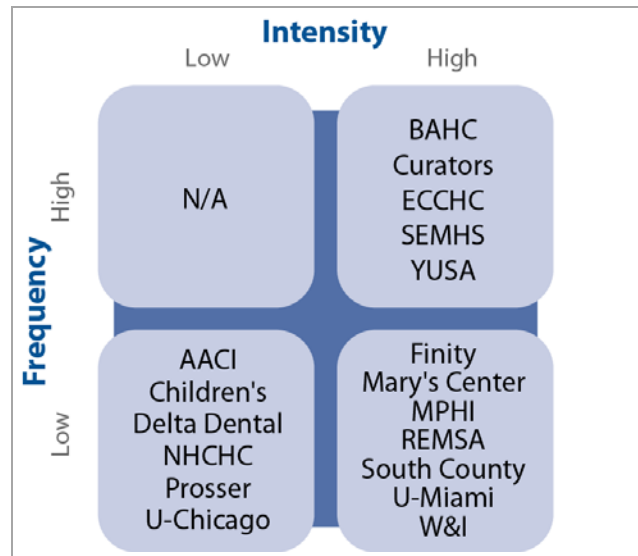 Intensity
Low
High
Frequency
High
N/A
BAHC
Curators
ECCHC
SEMHS
YUSA
Low
AACI
Children's
Delta Dental
NHCHC
Prosser
U-Chicago
Finity
Mary's Center
MPHI
REMSA
South County
U-Miami
W&I